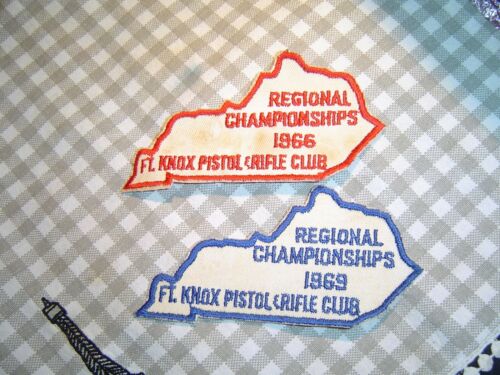 REGIONAL
CHAMPIONSHIPS
1966
FT. KNOX PISTOL &RIFLE CLUB
REGIONAL
CHAMPIONSHIPS
1969
FT. KNOX PISTOL &RIFLE CLUB